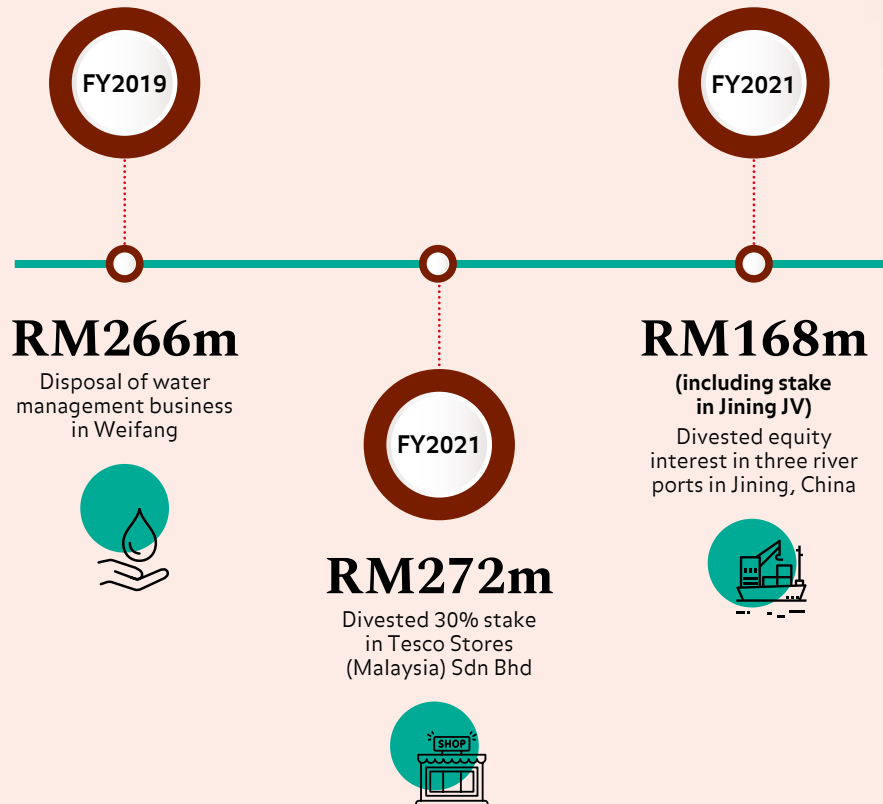 FY2019
RM266m
Disposal of water
management business
in Weifang
FY2021
RM272m
Divested 30% stake
in Tesco Stores
(Malaysia) Sdn Bhd
SHOP
FY2021
RM168m
(including stake
in Jining JV)
Divested equity
interest in three river
ports in Jining, China